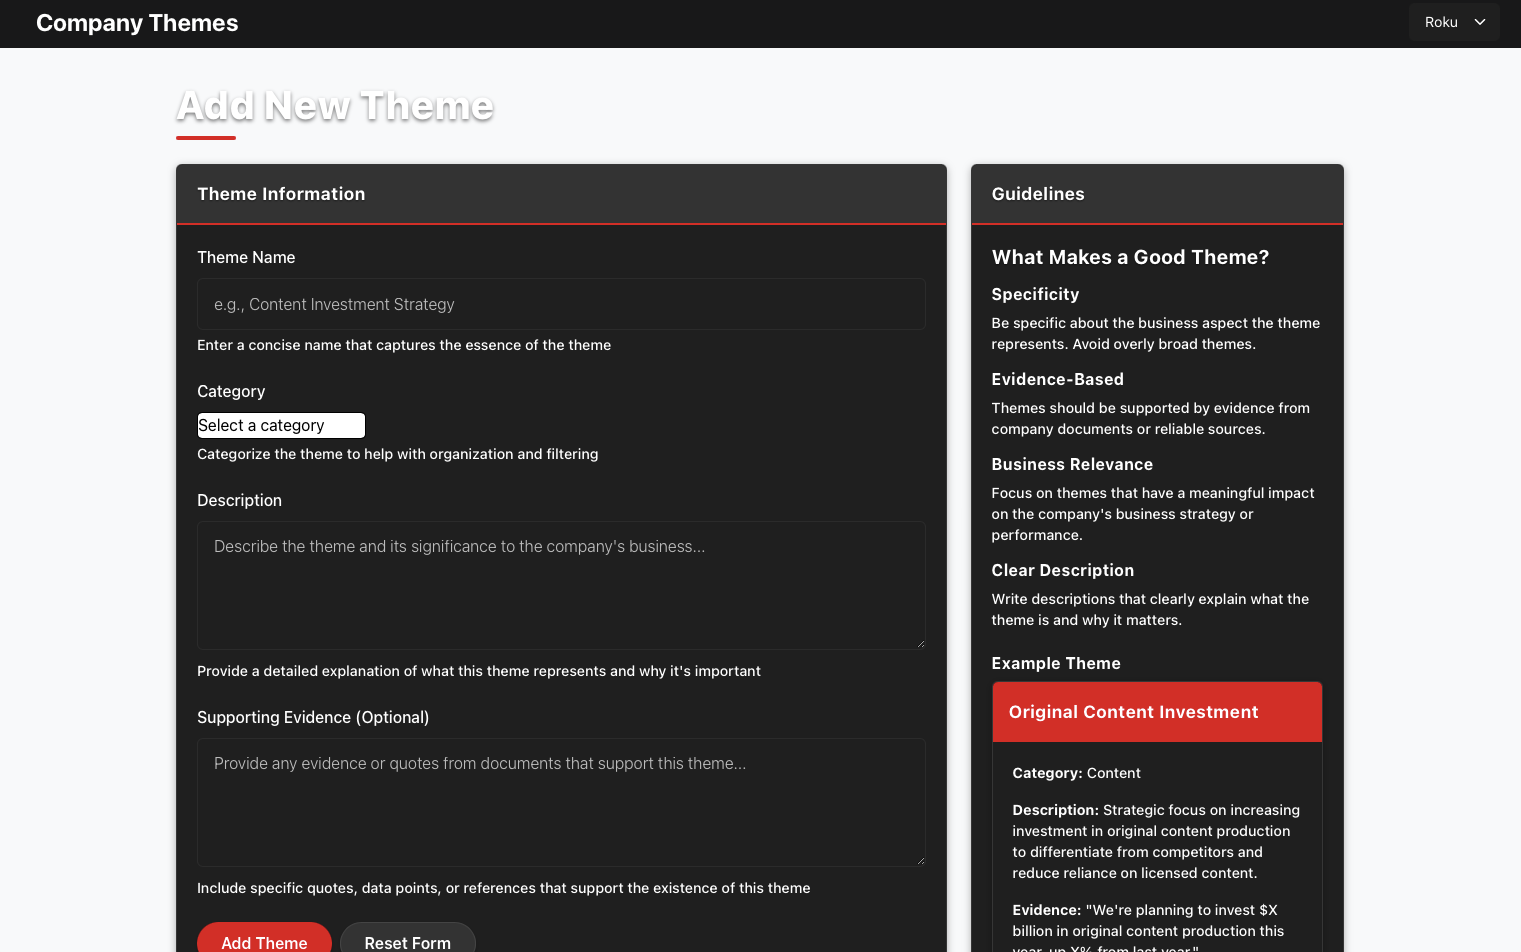 Company Themes
Roku
Add New Theme
Theme Information
Theme Name
e.g., Content Investment Strategy
Enter a concise name that captures the essence of the theme
Category
Select a category
Categorize the theme to help with organization and filtering
Description
Describe the theme and its significance to the company's business...
Provide a detailed explanation of what this theme represents and why it's important
Supporting Evidence (Optional)
Provide any evidence or quotes from documents that support this theme...
Include specific quotes, data points, or references that support the existence of this theme
Add Theme
Reset Form
Guidelines
What Makes a Good Theme?
Specificity
Be specific about the business aspect the theme
represents. Avoid overly broad themes.
Evidence-Based
Themes should be supported by evidence from
company documents or reliable sources.
Business Relevance
Focus on themes that have a meaningful impact
on the company's business strategy or
performance.
Clear Description
Write descriptions that clearly explain what the
theme is and why it matters.
Example Theme
Original Content Investment
Category: Content
Description: Strategic focus on increasing
investment in original content production
to differentiate from competitors and
reduce reliance on licensed content.
Evidence: "We're planning to invest $X
billion in original content production this
year, up X% from last year."